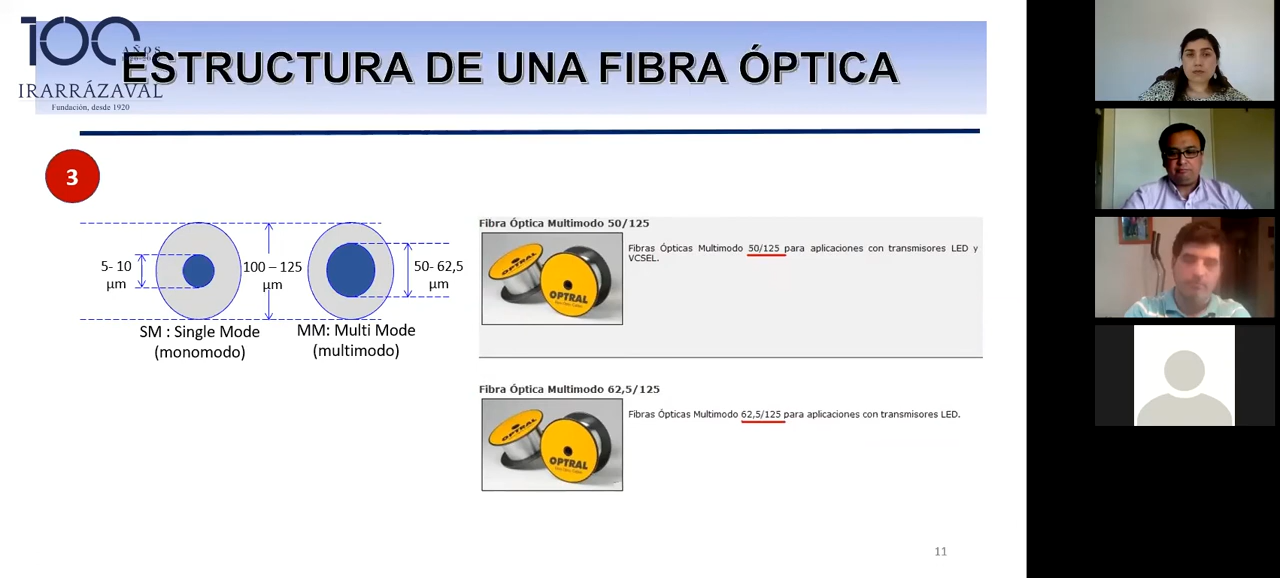 100
AÑOS
IRARRÁZAVAL
Fundación, desde 1920
ESTRUCTURA DE UNA FIBRA ÓPTICA
3
5- 10
μm
100 – 125
μm
50- 62,5
μm
SM : Single Mode
(monomodo)
MM: Multi Mode
(multimodo)
Fibra Óptica Multimodo 50/125
OPTRAL
OPTRAL
Fibras Ópticas Multimodo 50/125 para aplicaciones con transmisores LED y
VCSEL.
Fibra Óptica Multimodo 62,5/125
OPTRAL
OPTRAL
Fibras Ópticas Multimodo 62,5/125 para aplicaciones con transmisores LED.
11